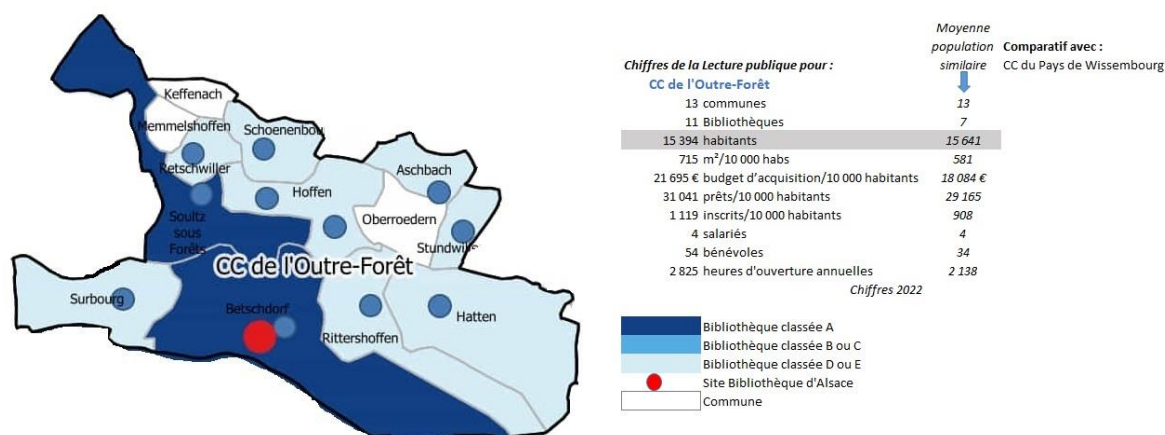 Keffenach
Memmelshoffen
Schoenenbou
Retschwiller
Aschbach
Hoffen
Oberroedern
Soultz
sous
Forêts
Stundwille
CC de l'Outre-Forêt
Surbourg
Betschdorf
Hatten
Rittershoffen
Moyenne
population
similaire
Comparatif avec :
CC du Pays de Wissembourg
Chiffres de la Lecture publique pour :
CC de l'Outre-Forêt
13 communes 13
11 Bibliothèques 7
15 394 habitants 15 641
715 m²/10 000 habs 581
21 695 € budget d'acquisition/10 000 habitants 18 084 €
31 041 prêts/10 000 habitants 29 165
1 119 inscrits/10 000 habitants 908
4 salariés 4
54 bénévoles 34
2 825 heures d'ouverture annuelles 2 138
Chiffres 2022
Bibliothèque classée A
Bibliothèque classée B ou C
Bibliothèque classée D ou E
Site Bibliothèque d'Alsace
Commune